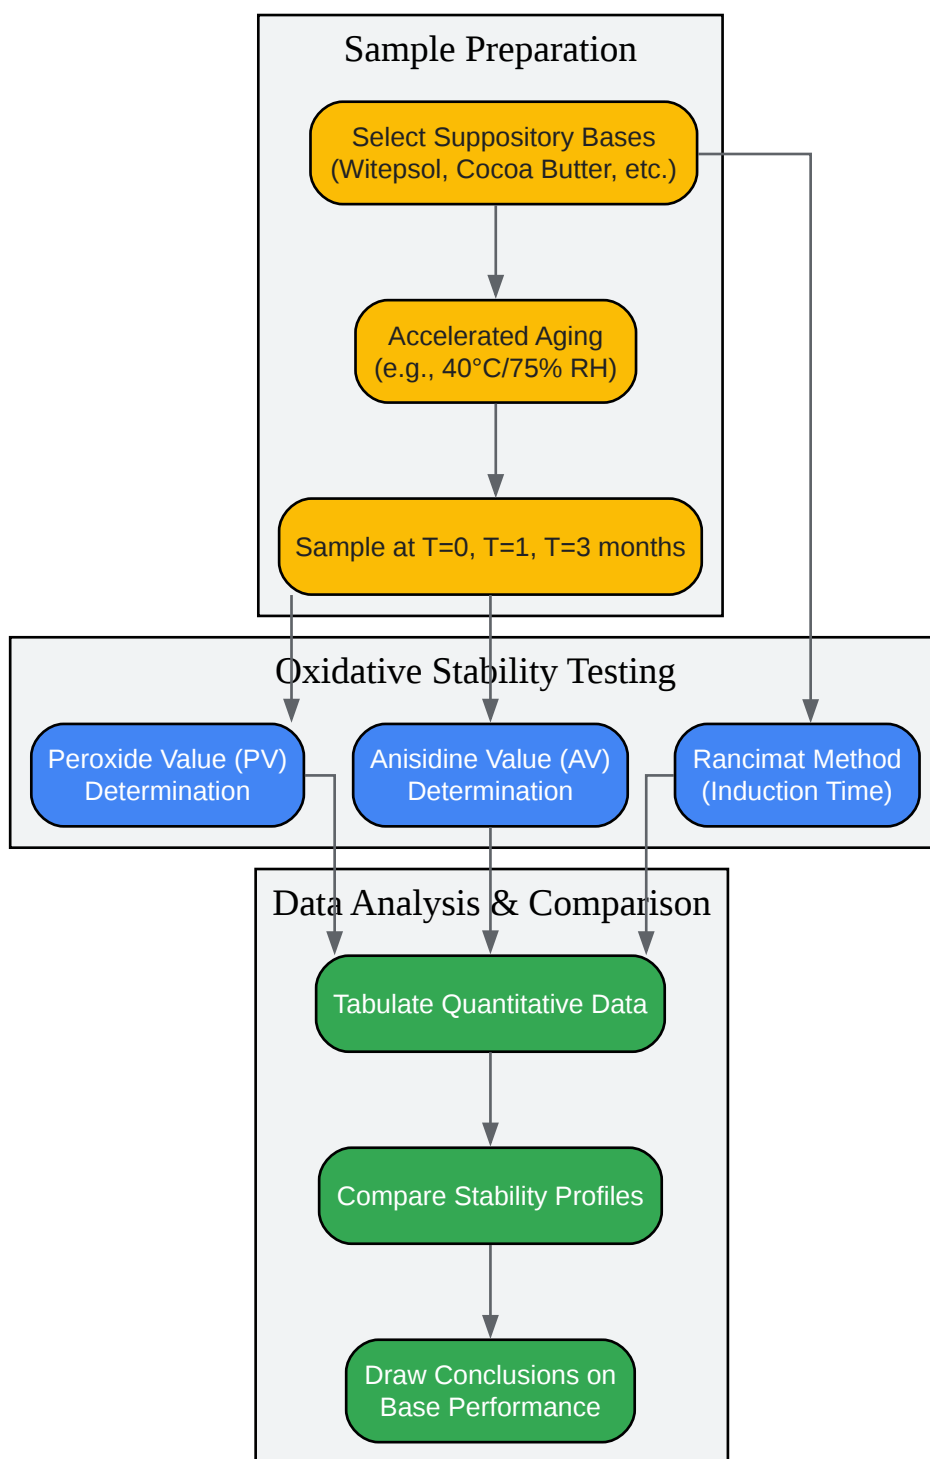 Sample Preparation
Select Suppository Bases
(Witepsol, Cocoa Butter, etc.)
Accelerated Aging
(e.g., 40°C/75% RH)
Sample at T=0, T=1, T=3 months
Oxidative Stability Testing
Peroxide Value (PV)
Determination
Anisidine Value (AV)
Determination
Rancimat Method
(Induction Time)
Data Analysis & Comparison
Tabulate Quantitative Data
Compare Stability Profiles
Draw Conclusions on
Base Performance